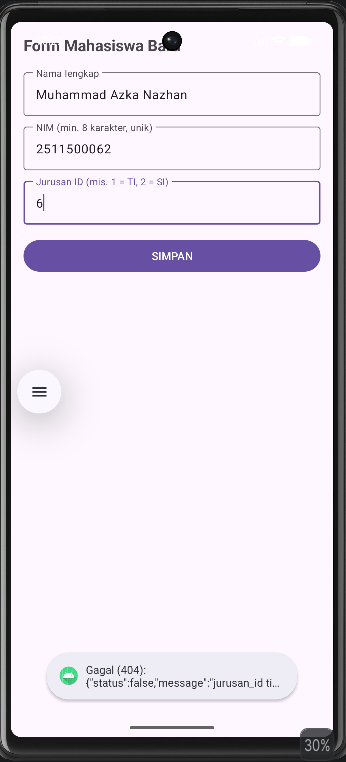 Form Mahasiswa
Nama lengkap
Muhammad Azka Nazhan
NIM (min. 8 karakter, unik)
2511500062
Jurusan ID (mis. 1 = TI, 2 = SI)
6
SIMPAN
Gagal (404):
{"status":false,"message":"jurusan_id ti...
30%